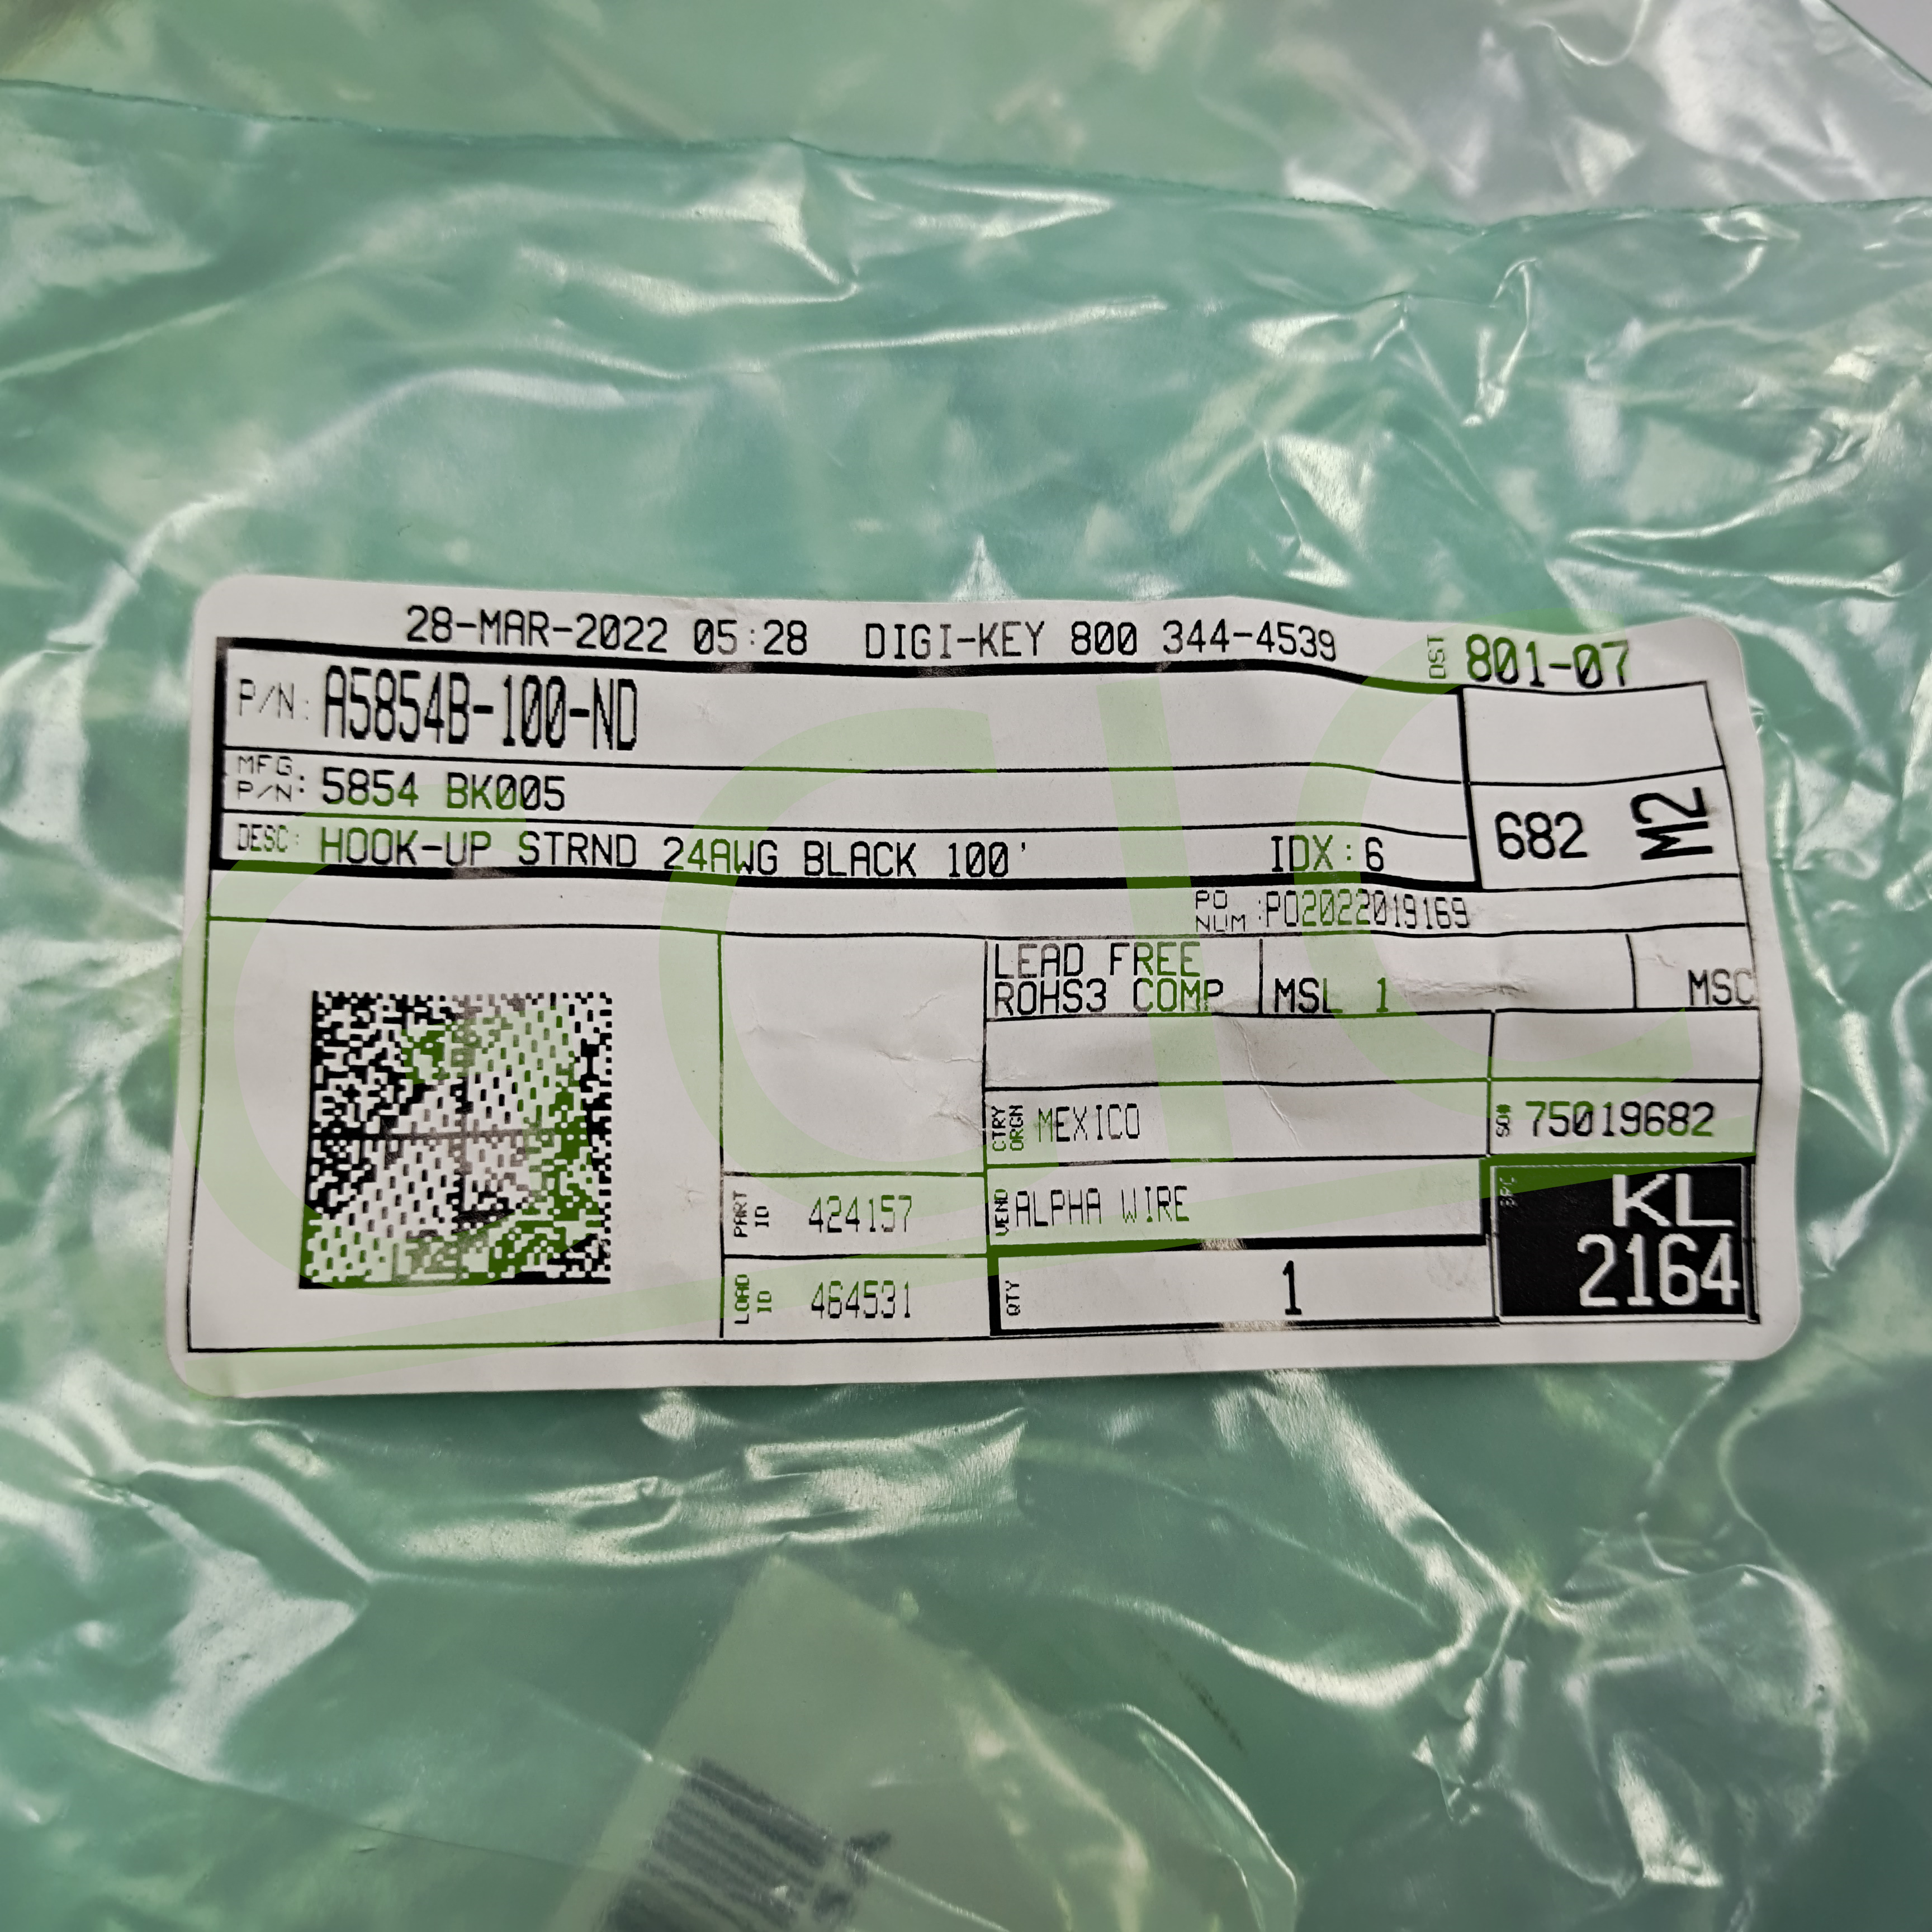 28-MAR-2022 05:28 DIGI-KEY 800 344-4539 DST 801-07
P/N: A5854B-100-ND
MFG. P/N: 5854 BK005
682 M2
DESC: HOOK-UP STRND 24AWG BLACK 100' IDX:6
PO NUM :PO2022019169
LEAD FREE
ROHS3 COMP
MSL 1
MSC
CTRY ORGN MEXICO
SO# 75019682
PART ID 424157
VEND ALPHA WIRE
KL
2164
LOAD ID 464531
QTY 1
CIC